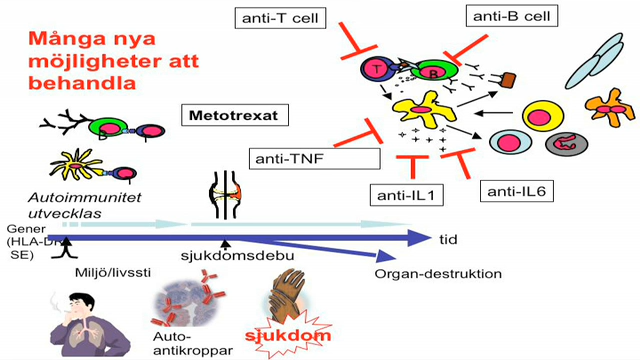 Många nya
möjligheter att
behandla
anti-T cell
anti-B cell
T
B
Metotrexat
anti-TNF
anti-IL1
anti-IL6
Autoimmunitet
utvecklas
Gener
(HLA-DR
SE)
tid
sjukdomsdebu
Miljö/livssti
Organ-destruktion
Auto-
antikroppar
sjukdom